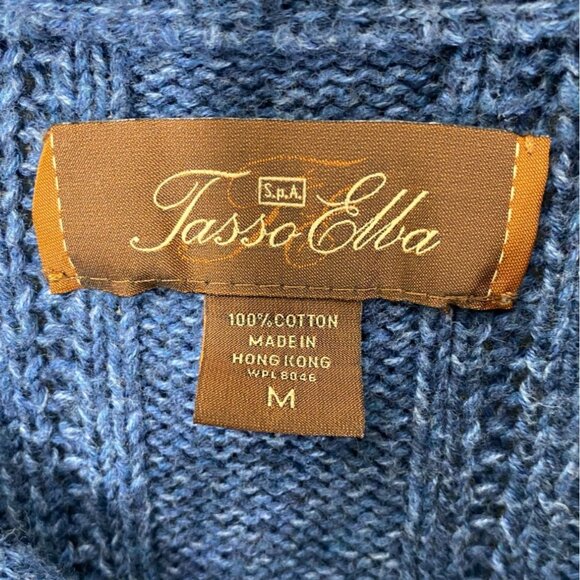 S.p.A.
Tasso Elba
100% COTTON
MADE IN
HONG KONG
WPL 8046
M